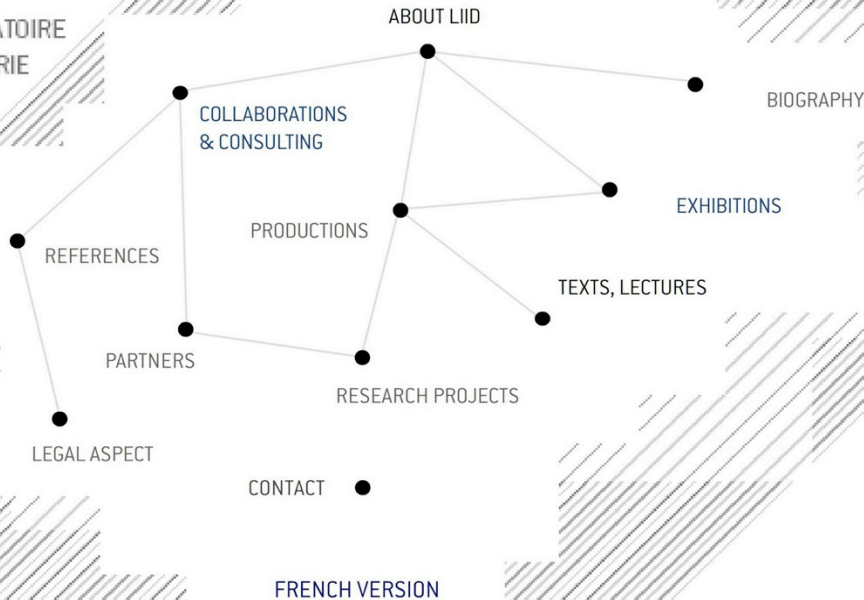 ABOUT LIID
RIE
BIOGRAPHY
COLLABORATIONS
& CONSULTING
EXHIBITIONS
PRODUCTIONS
REFERENCES
TEXTS, LECTURES
PARTNERS
RESEARCH PROJECTS
LEGAL ASPECT
CONTACT
FRENCH VERSION